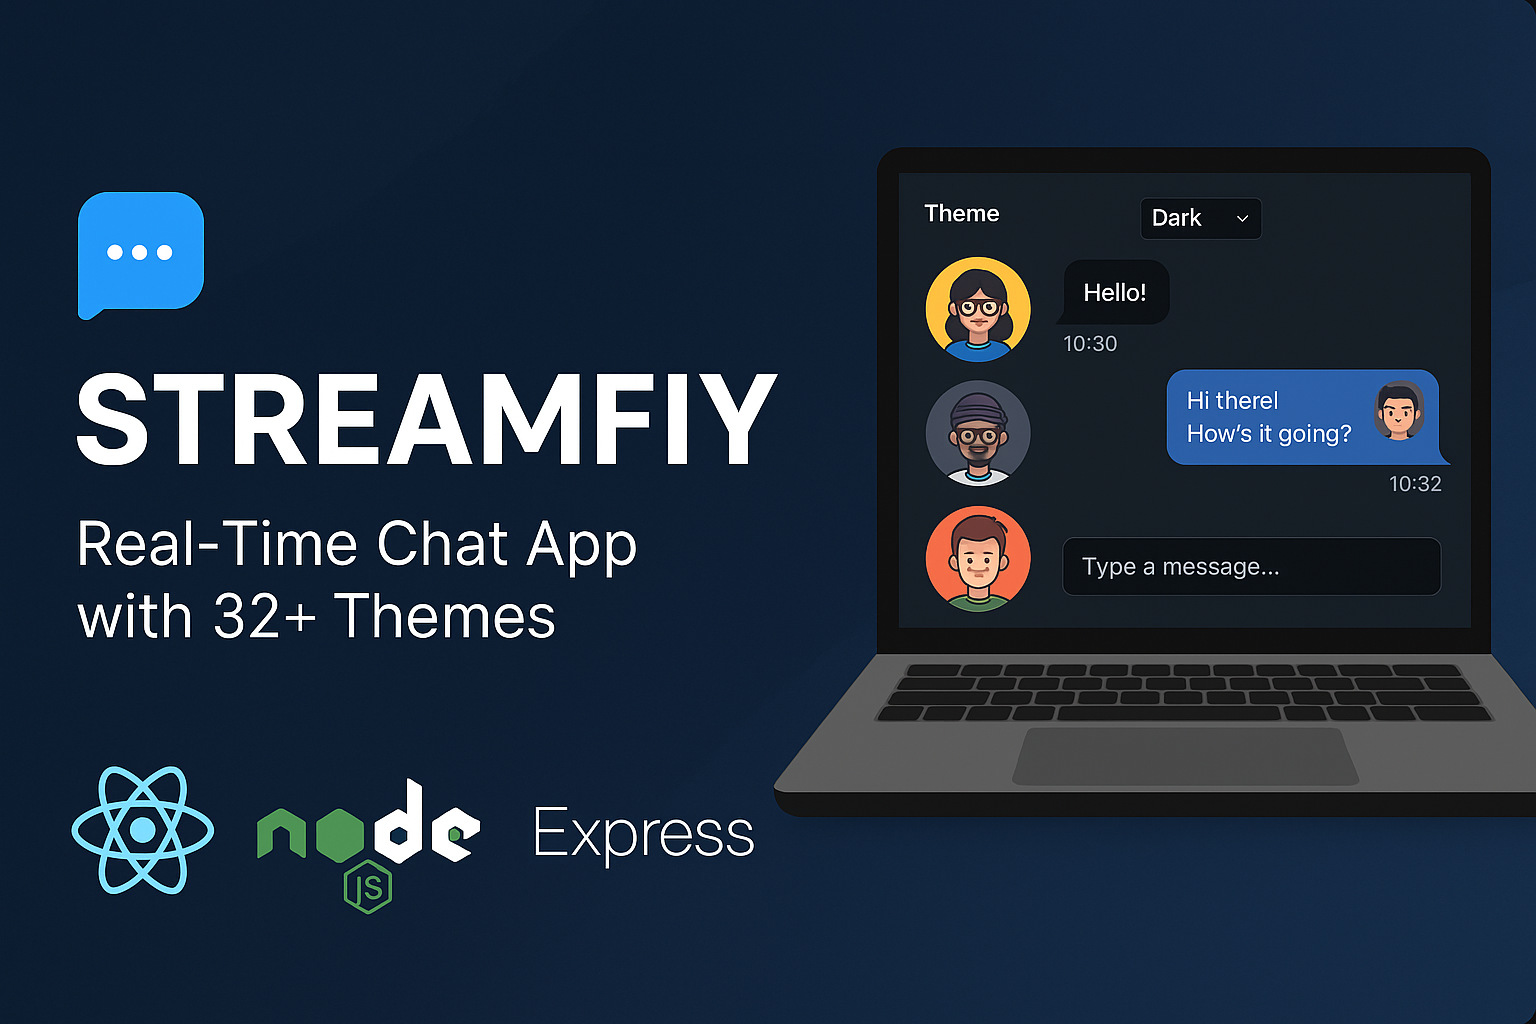 STREAMFIY
Real-Time Chat App
with 32+ Themes
node
JS
Express
Theme
Dark
Hello!
10:30
Hi therel
How’s it going?
10:32
Type a message...